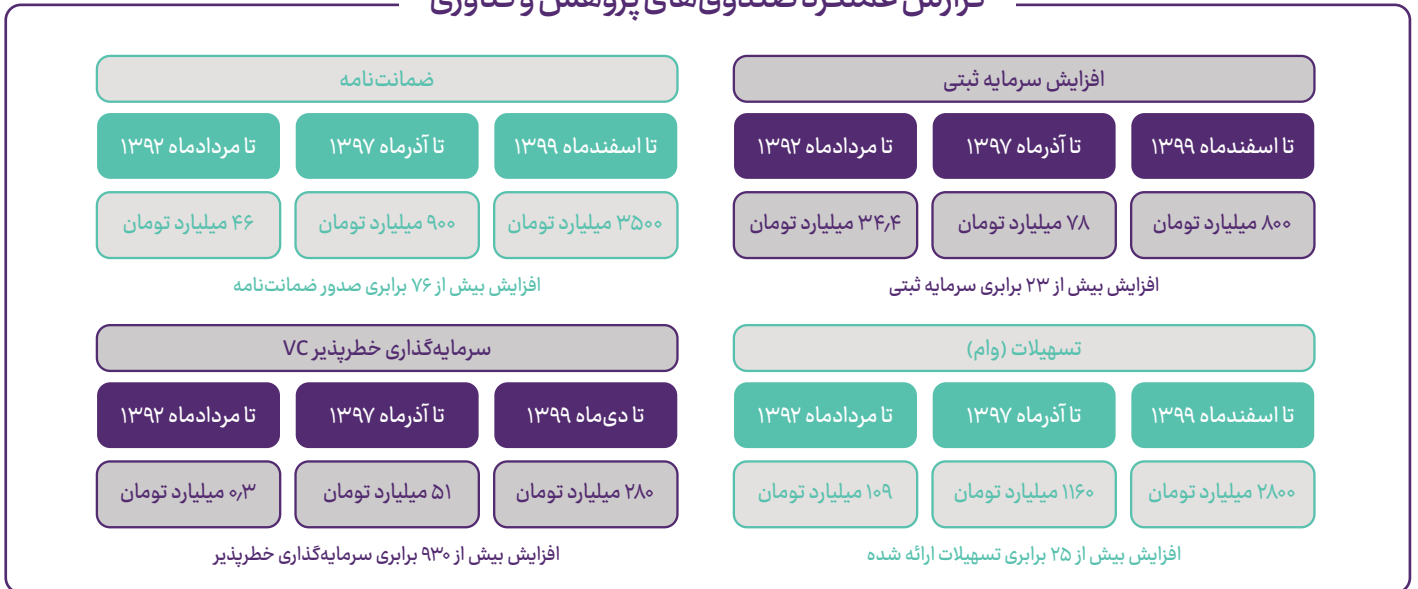 گزارش عملکرد صندوق‌های پژوهش و فناوری
افزایش سرمایه ثبتی
تا اسفندماه ۱۳۹۹
تا آذرماه ۱۳۹۷
تا مردادماه ۱۳۹۲
۸۰۰ میلیارد تومان
۷۸ میلیارد تومان
۳۴٫۴ میلیارد تومان
افزایش بیش از ۲۳ برابری سرمایه ثبتی
ضمانت‌نامه
تا اسفندماه ۱۳۹۹
تا آذرماه ۱۳۹۷
تا مردادماه ۱۳۹۲
۳۵۰۰ میلیارد تومان
۹۰۰ میلیارد تومان
۴۶ میلیارد تومان
افزایش بیش از ۷۶ برابری صدور ضمانت‌نامه
تسهیلات (وام)
تا اسفندماه ۱۳۹۹
تا آذرماه ۱۳۹۷
تا مردادماه ۱۳۹۲
۲۸۰۰ میلیارد تومان
۱۱۶۰ میلیارد تومان
۱۰۹ میلیارد تومان
افزایش بیش از ۲۵ برابری تسهیلات ارائه شده
سرمایه‌گذاری خطرپذیر VC
تا دی‌ماه ۱۳۹۹
تا آذرماه ۱۳۹۷
تا مردادماه ۱۳۹۲
۲۸۰ میلیارد تومان
۵۱ میلیارد تومان
۰٫۳ میلیارد تومان
افزایش بیش از ۹۳۰ برابری سرمایه‌گذاری خطرپذیر